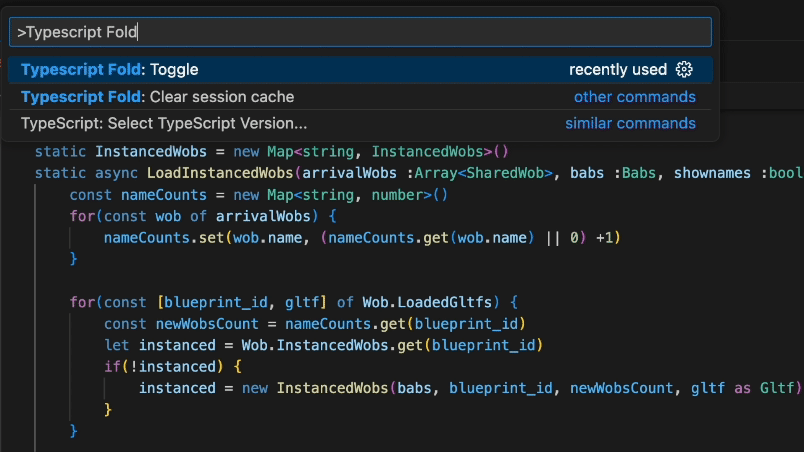 >Typescript Fold
Typescript Fold: Toggle recently used
Typescript Fold: Clear session cache other commands
TypeScript: Select TypeScript Version... similar commands
static InstancedWobs = new Map<string, InstancedWobs>()
static async LoadInstancedWobs(arrivalWobs :Array<SharedWob>, babs :Babs, shownames :bool
const nameCounts = new Map<string, number>()
for(const wob of arrivalWobs) {
nameCounts.set(wob.name, (nameCounts.get(wob.name) || 0) +1)
}
for(const [blueprint_id, gltf] of Wob.LoadedGltfs) {
const newWobsCount = nameCounts.get(blueprint_id)
let instanced = Wob.InstancedWobs.get(blueprint_id)
if(!instanced) {
instanced = new InstancedWobs(babs, blueprint_id, newWobsCount, gltf as Gltf)
}
}